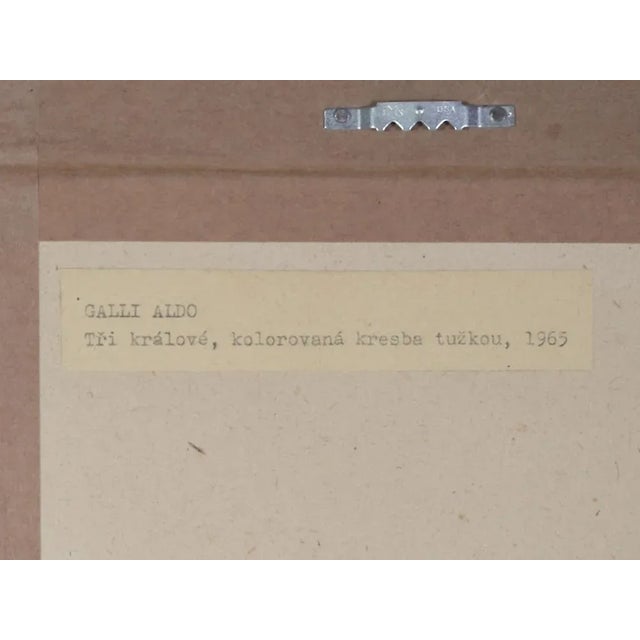 GALLI ALDO
Tři králové, kolorovaná kresba tužkou, 1965